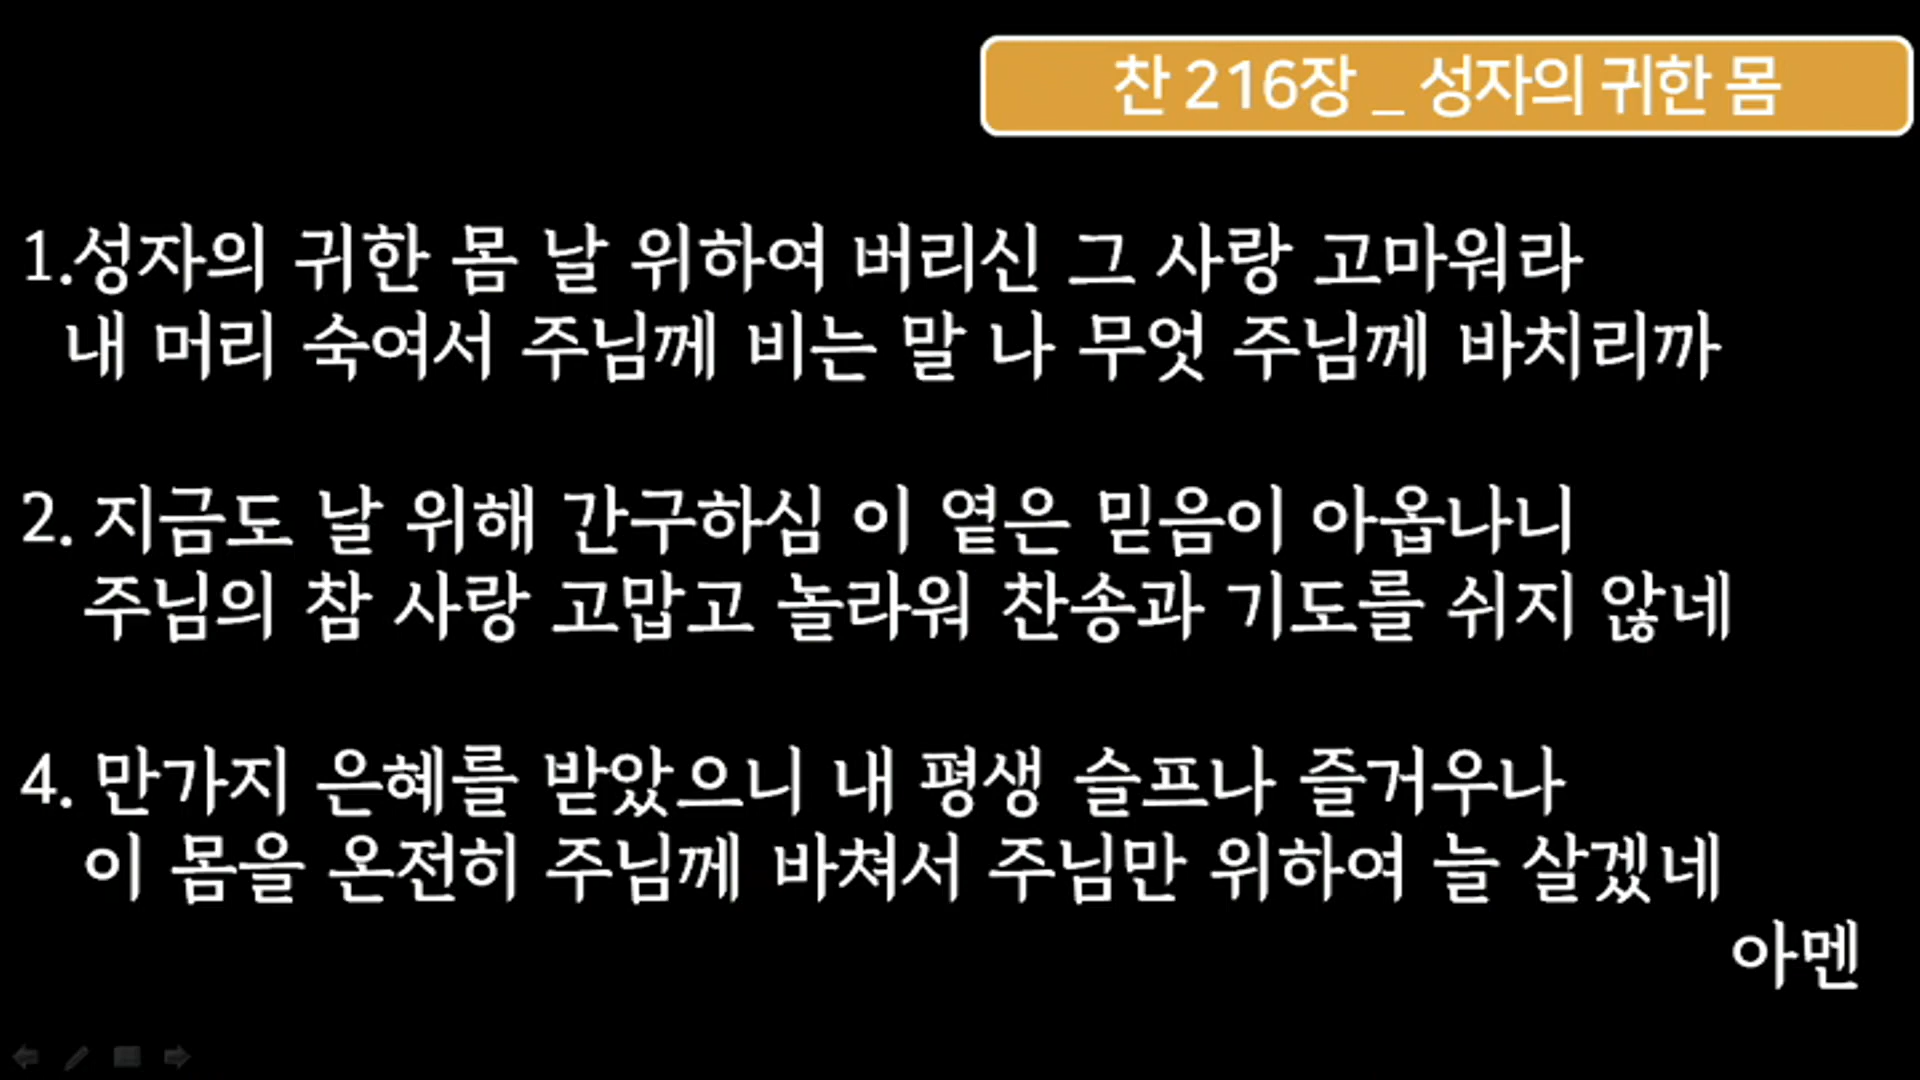 찬 216장 _ 성자의 귀한 몸
1.성자의 귀한 몸 날 위하여 버리신 그 사랑 고마워라
내 머리 숙여서 주님께 비는 말 나 무엇 주님께 바치리까
2. 지금도 날 위해 간구하심 이 옅은 믿음이 아옵나니
주님의 참 사랑 고맙고 놀라워 찬송과 기도를 쉬지 않네
4. 만가지 은혜를 받았으니 내 평생 슬프나 즐거우나
이 몸을 온전히 주님께 바쳐서 주님만 위하여 늘 살겠네
아멘